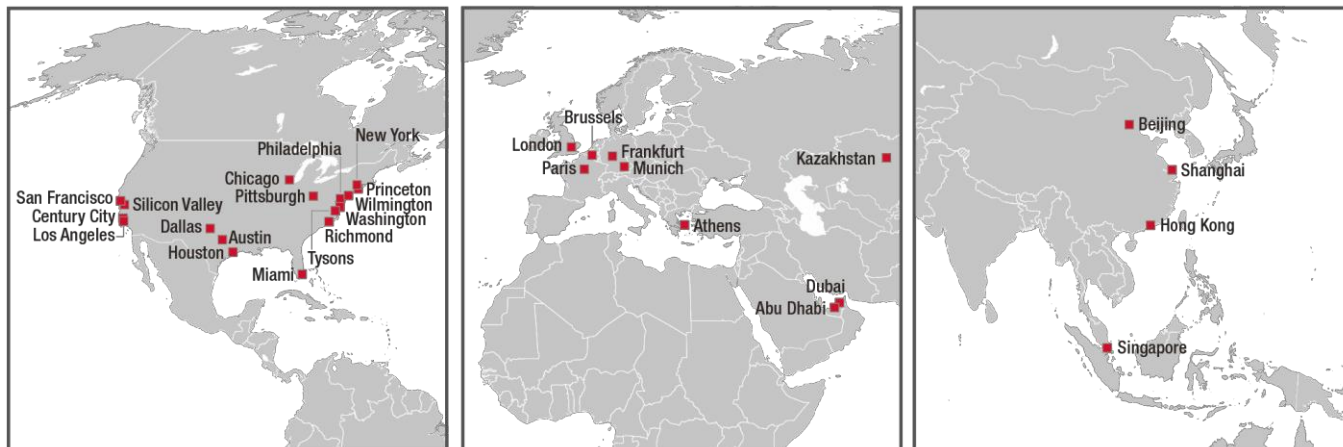 New York
Philadelphia
Chicago
Pittsburgh
Princeton
Wilmington
Washington
Richmond
San Francisco
Silicon Valley
Century City
Los Angeles
Dallas
Austin
Houston
Tysons
Miami
Brussels
London
Frankfurt
Paris
Munich
Kazakhstan
Athens
Dubai
Abu Dhabi
Beijing
Shanghai
Hong Kong
Singapore